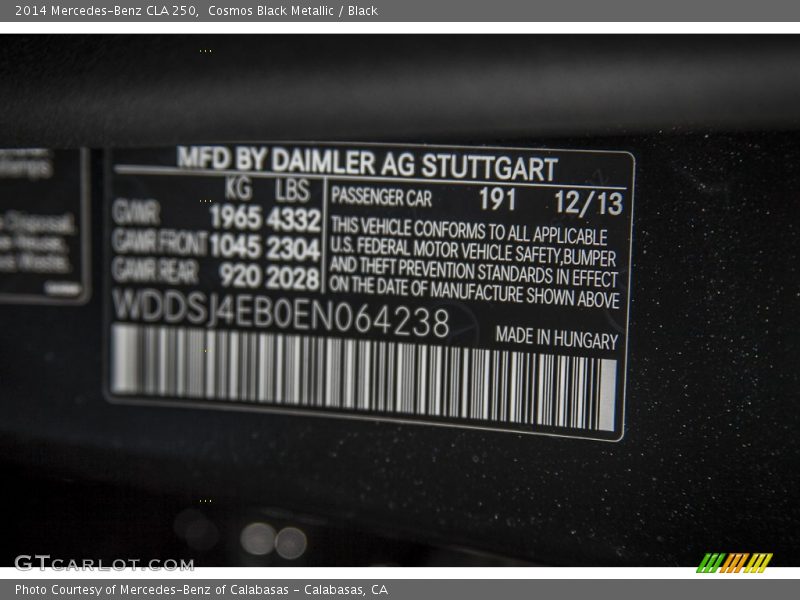 2014 Mercedes-Benz CLA 250,  Cosmos Black Metallic / Black
MFD BY DAIMLER AG STUTTGART
KG LBS
GVWR 1965 4332
GAWR FRONT 1045 2304
GAWR REAR 920 2028
PASSENGER CAR 191 12/13
THIS VEHICLE CONFORMS TO ALL APPLICABLE
U.S. FEDERAL MOTOR VEHICLE SAFETY,BUMPER
AND THEFT PREVENTION STANDARDS IN EFFECT
ON THE DATE OF MANUFACTURE SHOWN ABOVE
WDDSJ4EB0EN064238
MADE IN HUNGARY
GTCARLOT.COM
Photo Courtesy of Mercedes-Benz of Calabasas - Calabasas, CA